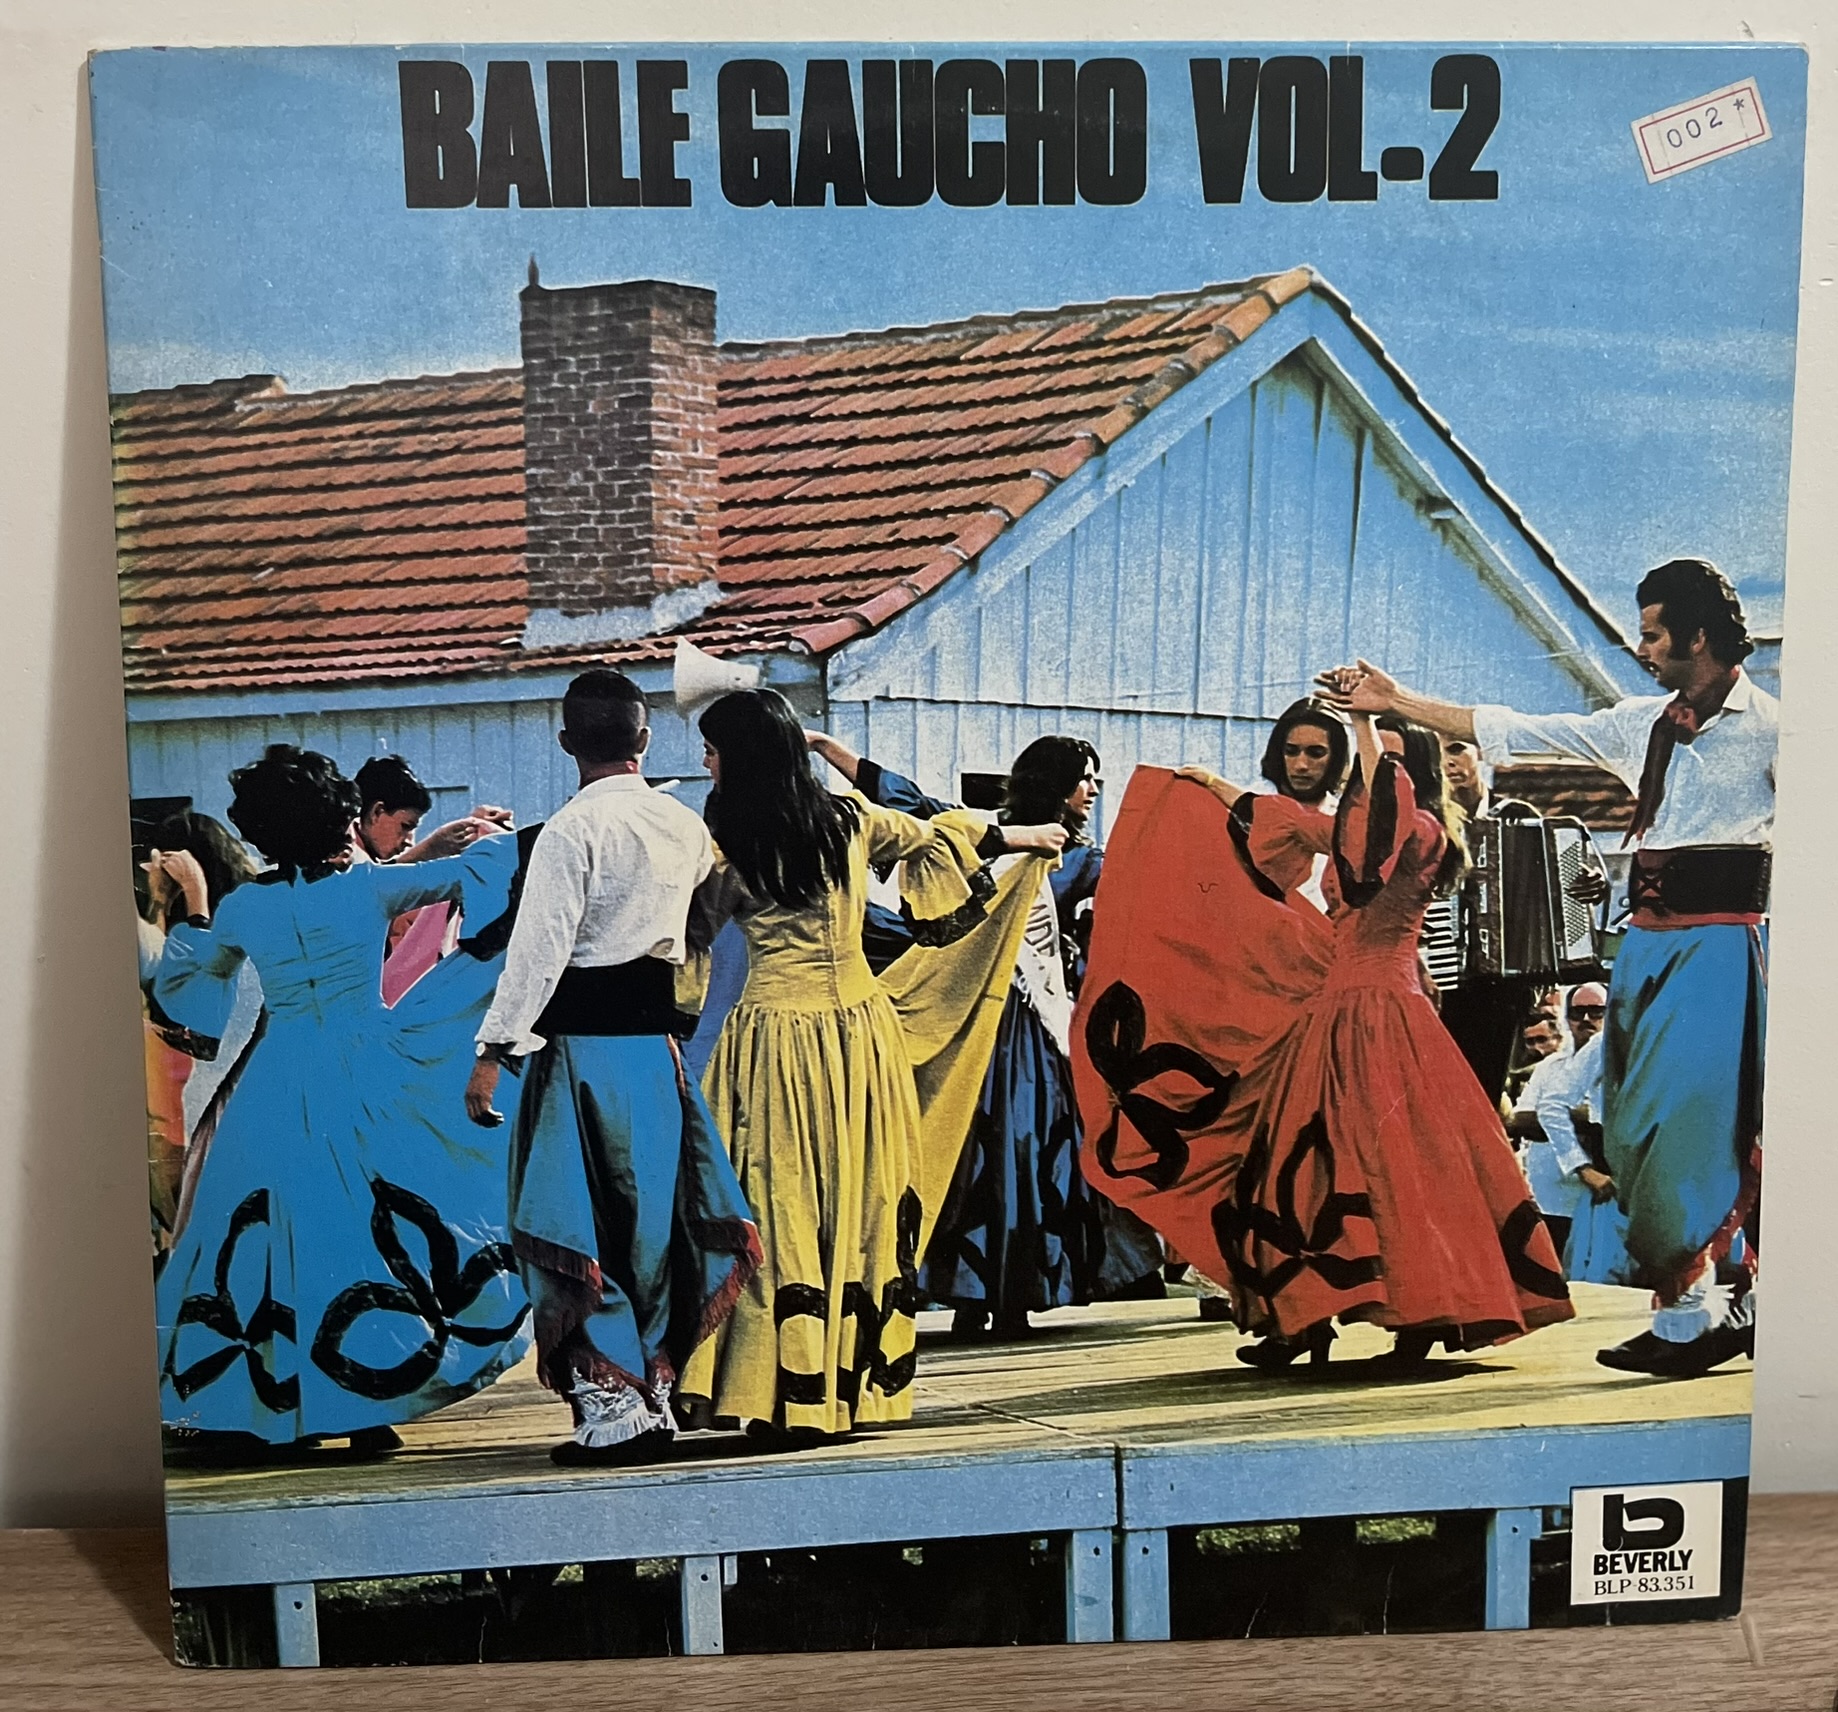 BAILE GAUCHO VOL-2
002*
BEVERLY
BLP-83.351